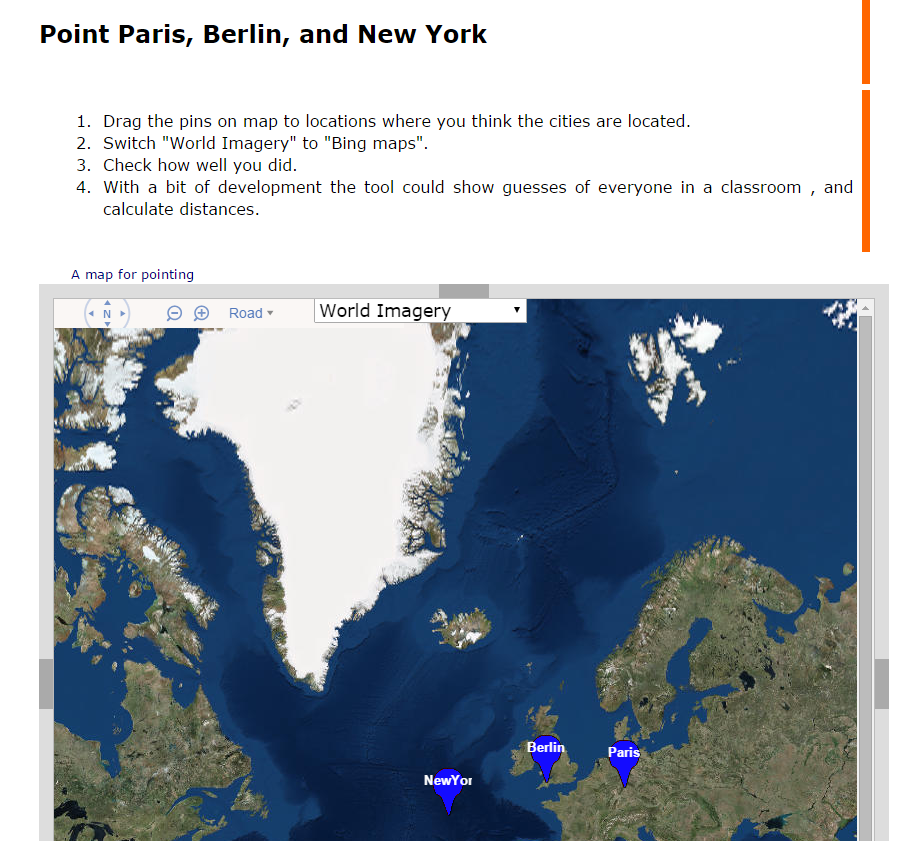 Point Paris, Berlin, and New York
1. Drag the pins on map to locations where you think the cities are located.
2. Switch "World Imagery" to "Bing maps".
3. Check how well you did.
4. With a bit of development the tool could show guesses of everyone in a classroom , and
calculate distances.
A map for pointing
N Road World Imagery
Berlin
Paris
NewYor